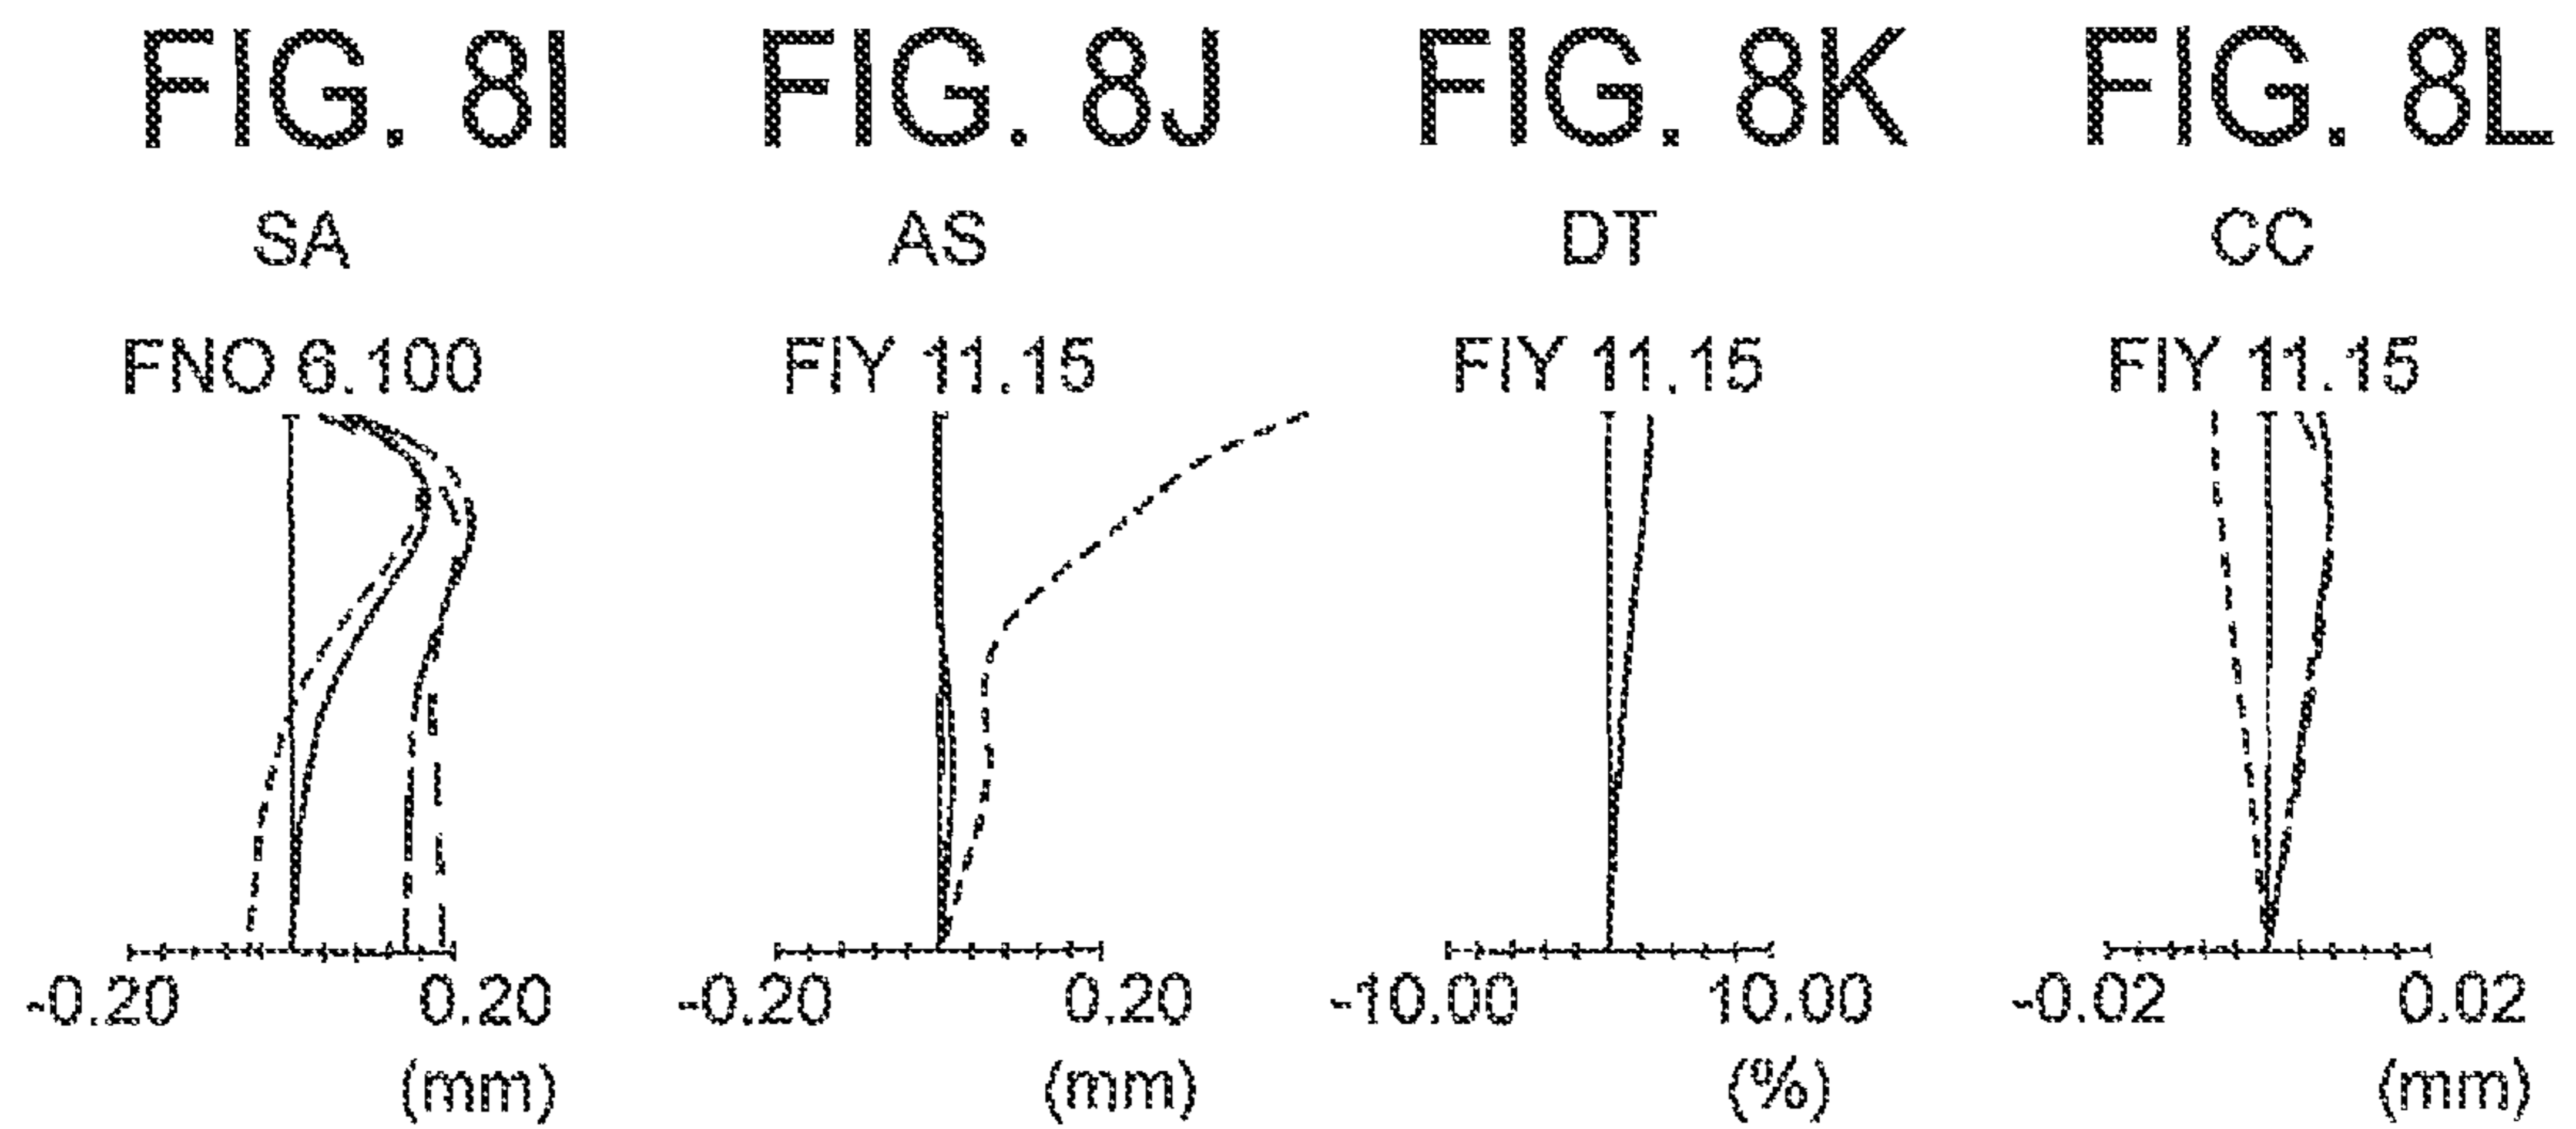 FIG. 8I FIG. 8J FIG. 8K FIG. 8L
SA AS DT CC
FNO 6.100 FIY 11.15 FIY 11.15 FIY 11.15
-0.20 0.20 -0.20 0.20 -10.00 10.00 -0.02 0.02
(mm) (mm) (%) (mm)